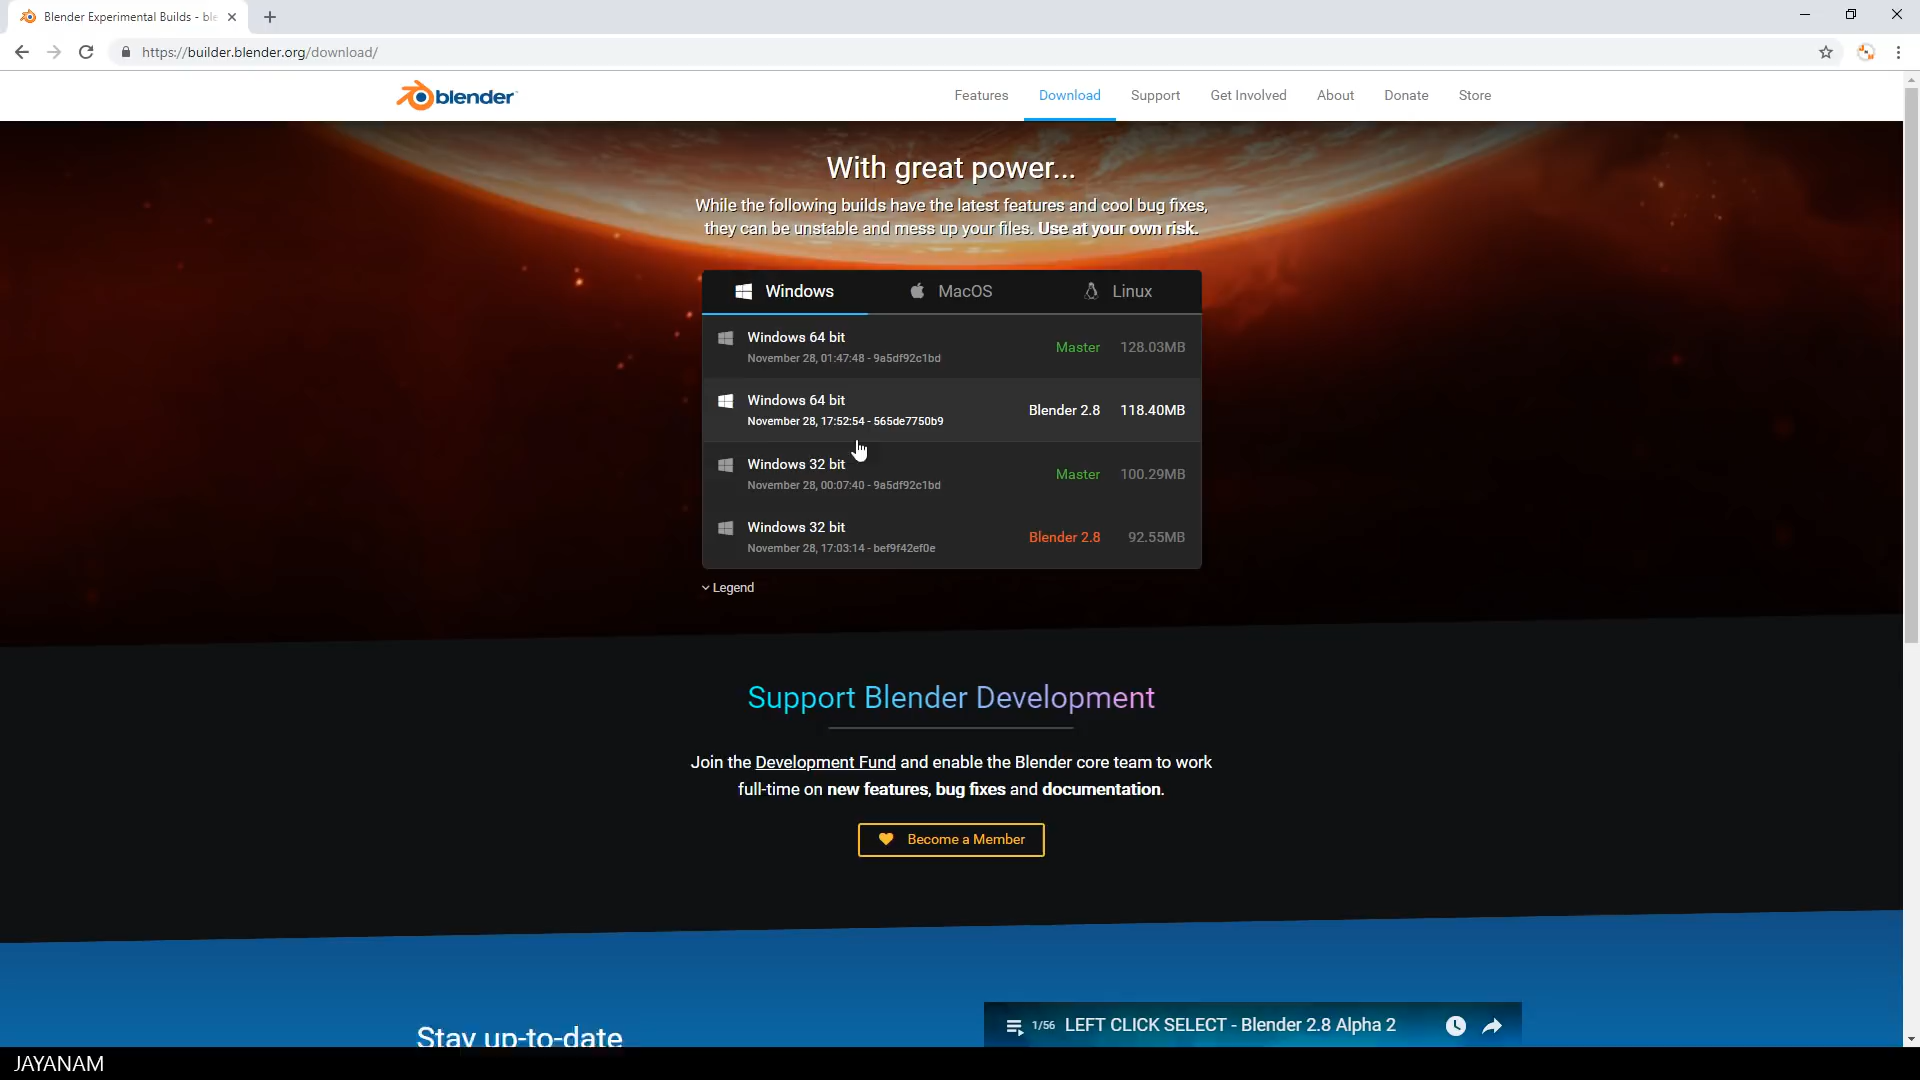 Blender Experimental Builds - ble
https://builder.blender.org/download/
blender
Features
Download
Support
Get Involved
About
Donate
Store
With great power...
While the following builds have the latest features and cool bug fixes,
they can be unstable and mess up your files. Use at your own risk.
Windows
MacOS
Linux
Windows 64 bit
November 28, 01:47:48 - 9a5df92c1bd
Master
128.03MB
Windows 64 bit
November 28, 17:52:54 - 565de7750b9
Blender 2.8
118.40MB
Windows 32 bit
November 28, 00:07:40 - 9a5df92c1bd
Master
100.29MB
Windows 32 bit
November 28, 17:03:14 - bef9f42ef0e
Blender 2.8
92.55MB
Legend
Support Blender Development
Join the Development Fund and enable the Blender core team to work
full-time on new features, bug fixes and documentation.
Become a Member
Stay up-to-date
1/56
LEFT CLICK SELECT - Blender 2.8 Alpha 2
JAYANAM